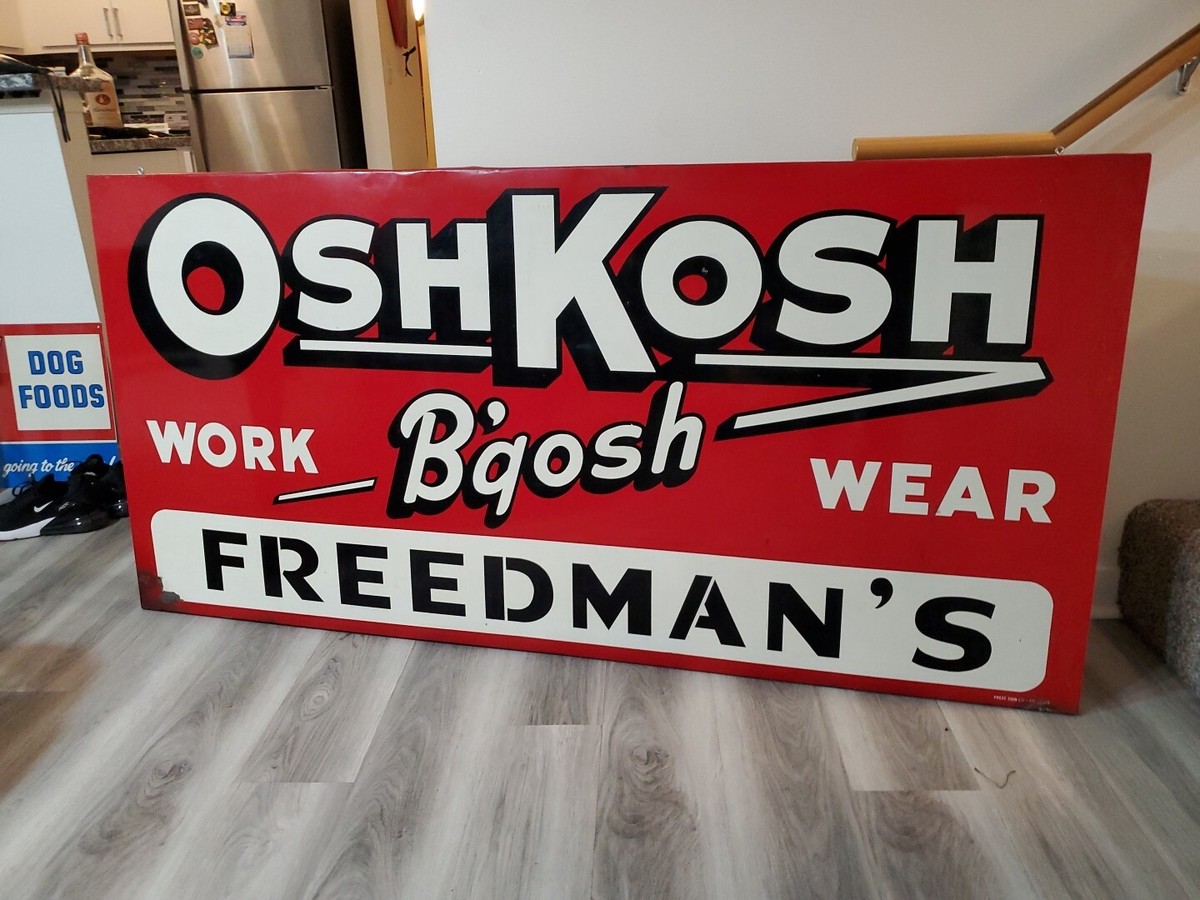 OSHKOSH
B'gosh
WORK WEAR
FREEDMAN'S
DOG
FOODS
going to the